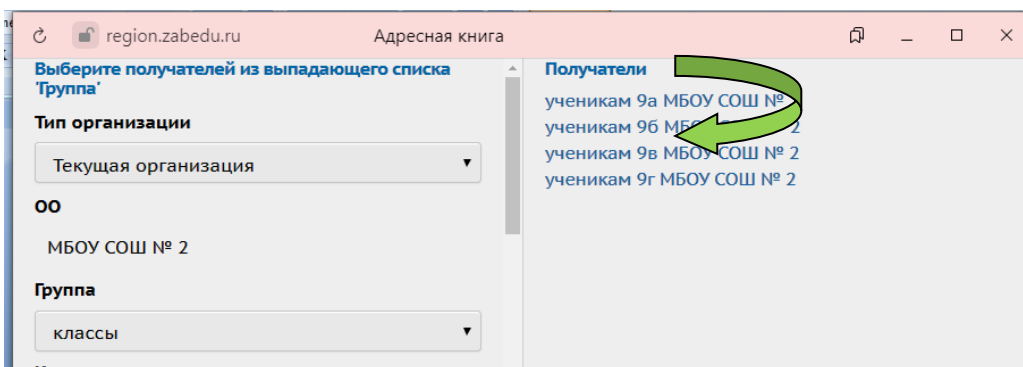 region.zabedu.ru Адресная книга
Выберите получателей из выпадающего списка
'Группа'
Тип организации
Текущая организация
ОО
МБОУ СОШ № 2
Группа
классы
Получатели
ученикам 9а МБОУ СОШ №
ученикам 9б 2
ученикам 9в МБОУ СОШ № 2
ученикам 9г МБОУ СОШ № 2